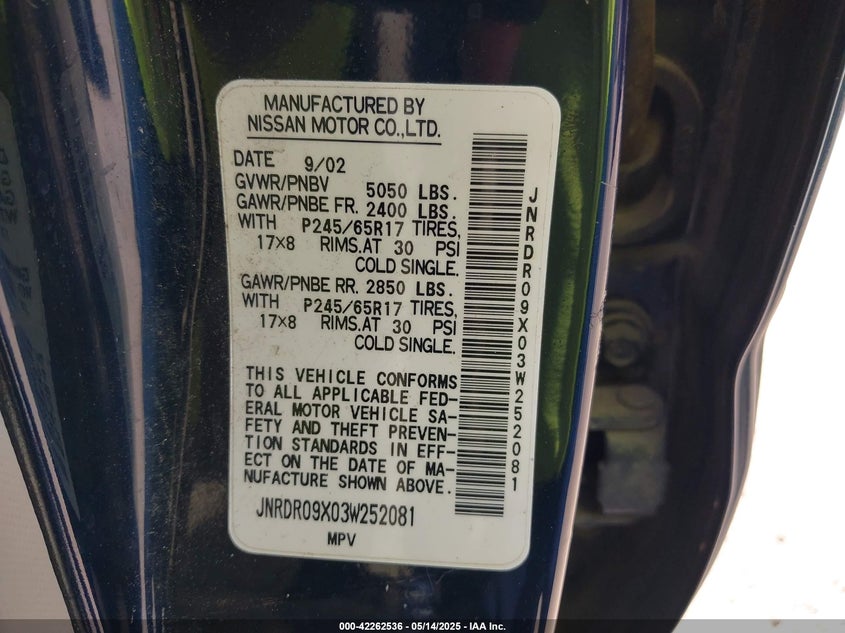 MANUFACTURED BY
NISSAN MOTOR CO.,LTD.
DATE 9/02
GVWR/PNBV 5050 LBS.
GAWR/PNBE FR. 2400 LBS.
WITH P245/65R17 TIRES,
17×8 RIMS.AT 30 PSI
COLD SINGLE.
GAWR/PNBE RR. 2850 LBS.
WITH P245/65R17 TIRES,
17×8 RIMS.AT 30 PSI
COLD SINGLE.
THIS VEHICLE CONFORMS
TO ALL APPLICABLE FED-
ERAL MOTOR VEHICLE SA-
FETY AND THEFT PREVEN-
TION STANDARDS IN EFF-
ECT ON THE DATE OF MA-
NUFACTURE SHOWN ABOVE.
JNRDR09X03W252081
MPV
JNRDR09X03W252081
000-42262536 - 05/14/2025 - IAA Inc.